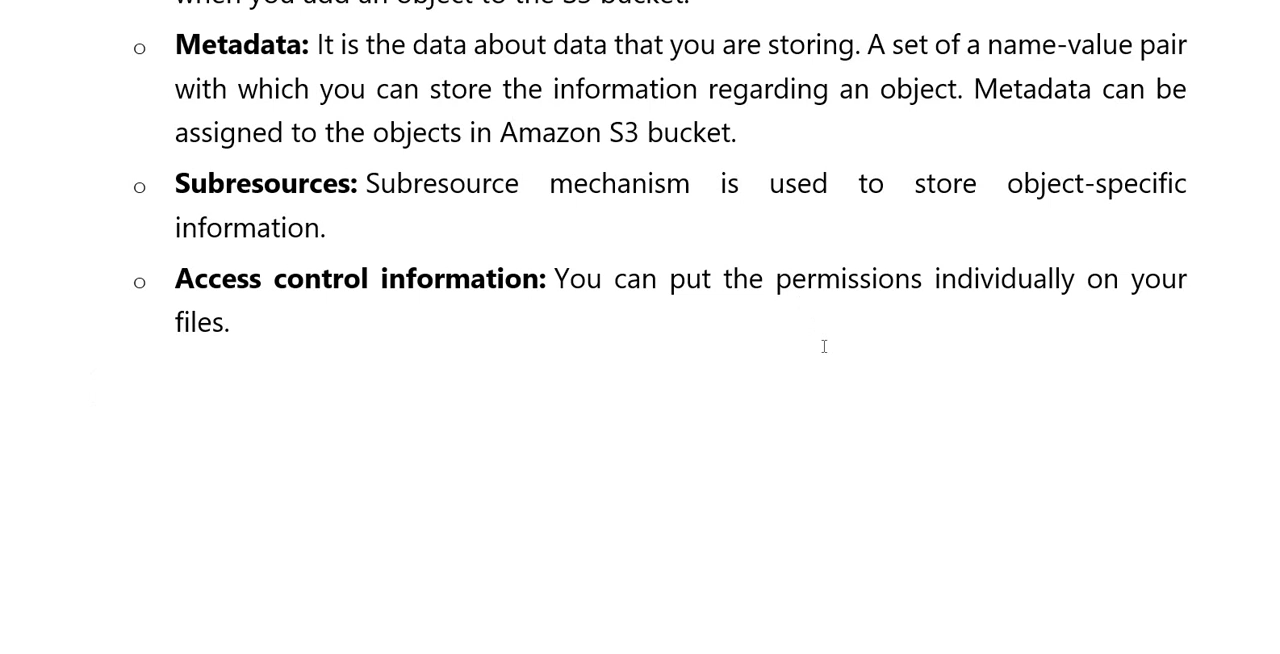 when you add an object to the S3 bucket.
o Metadata: It is the data about data that you are storing. A set of a name-value pair
with which you can store the information regarding an object. Metadata can be
assigned to the objects in Amazon S3 bucket.
o Subresources: Subresource mechanism is used to store object-specific
information.
o Access control information: You can put the permissions individually on your
files.